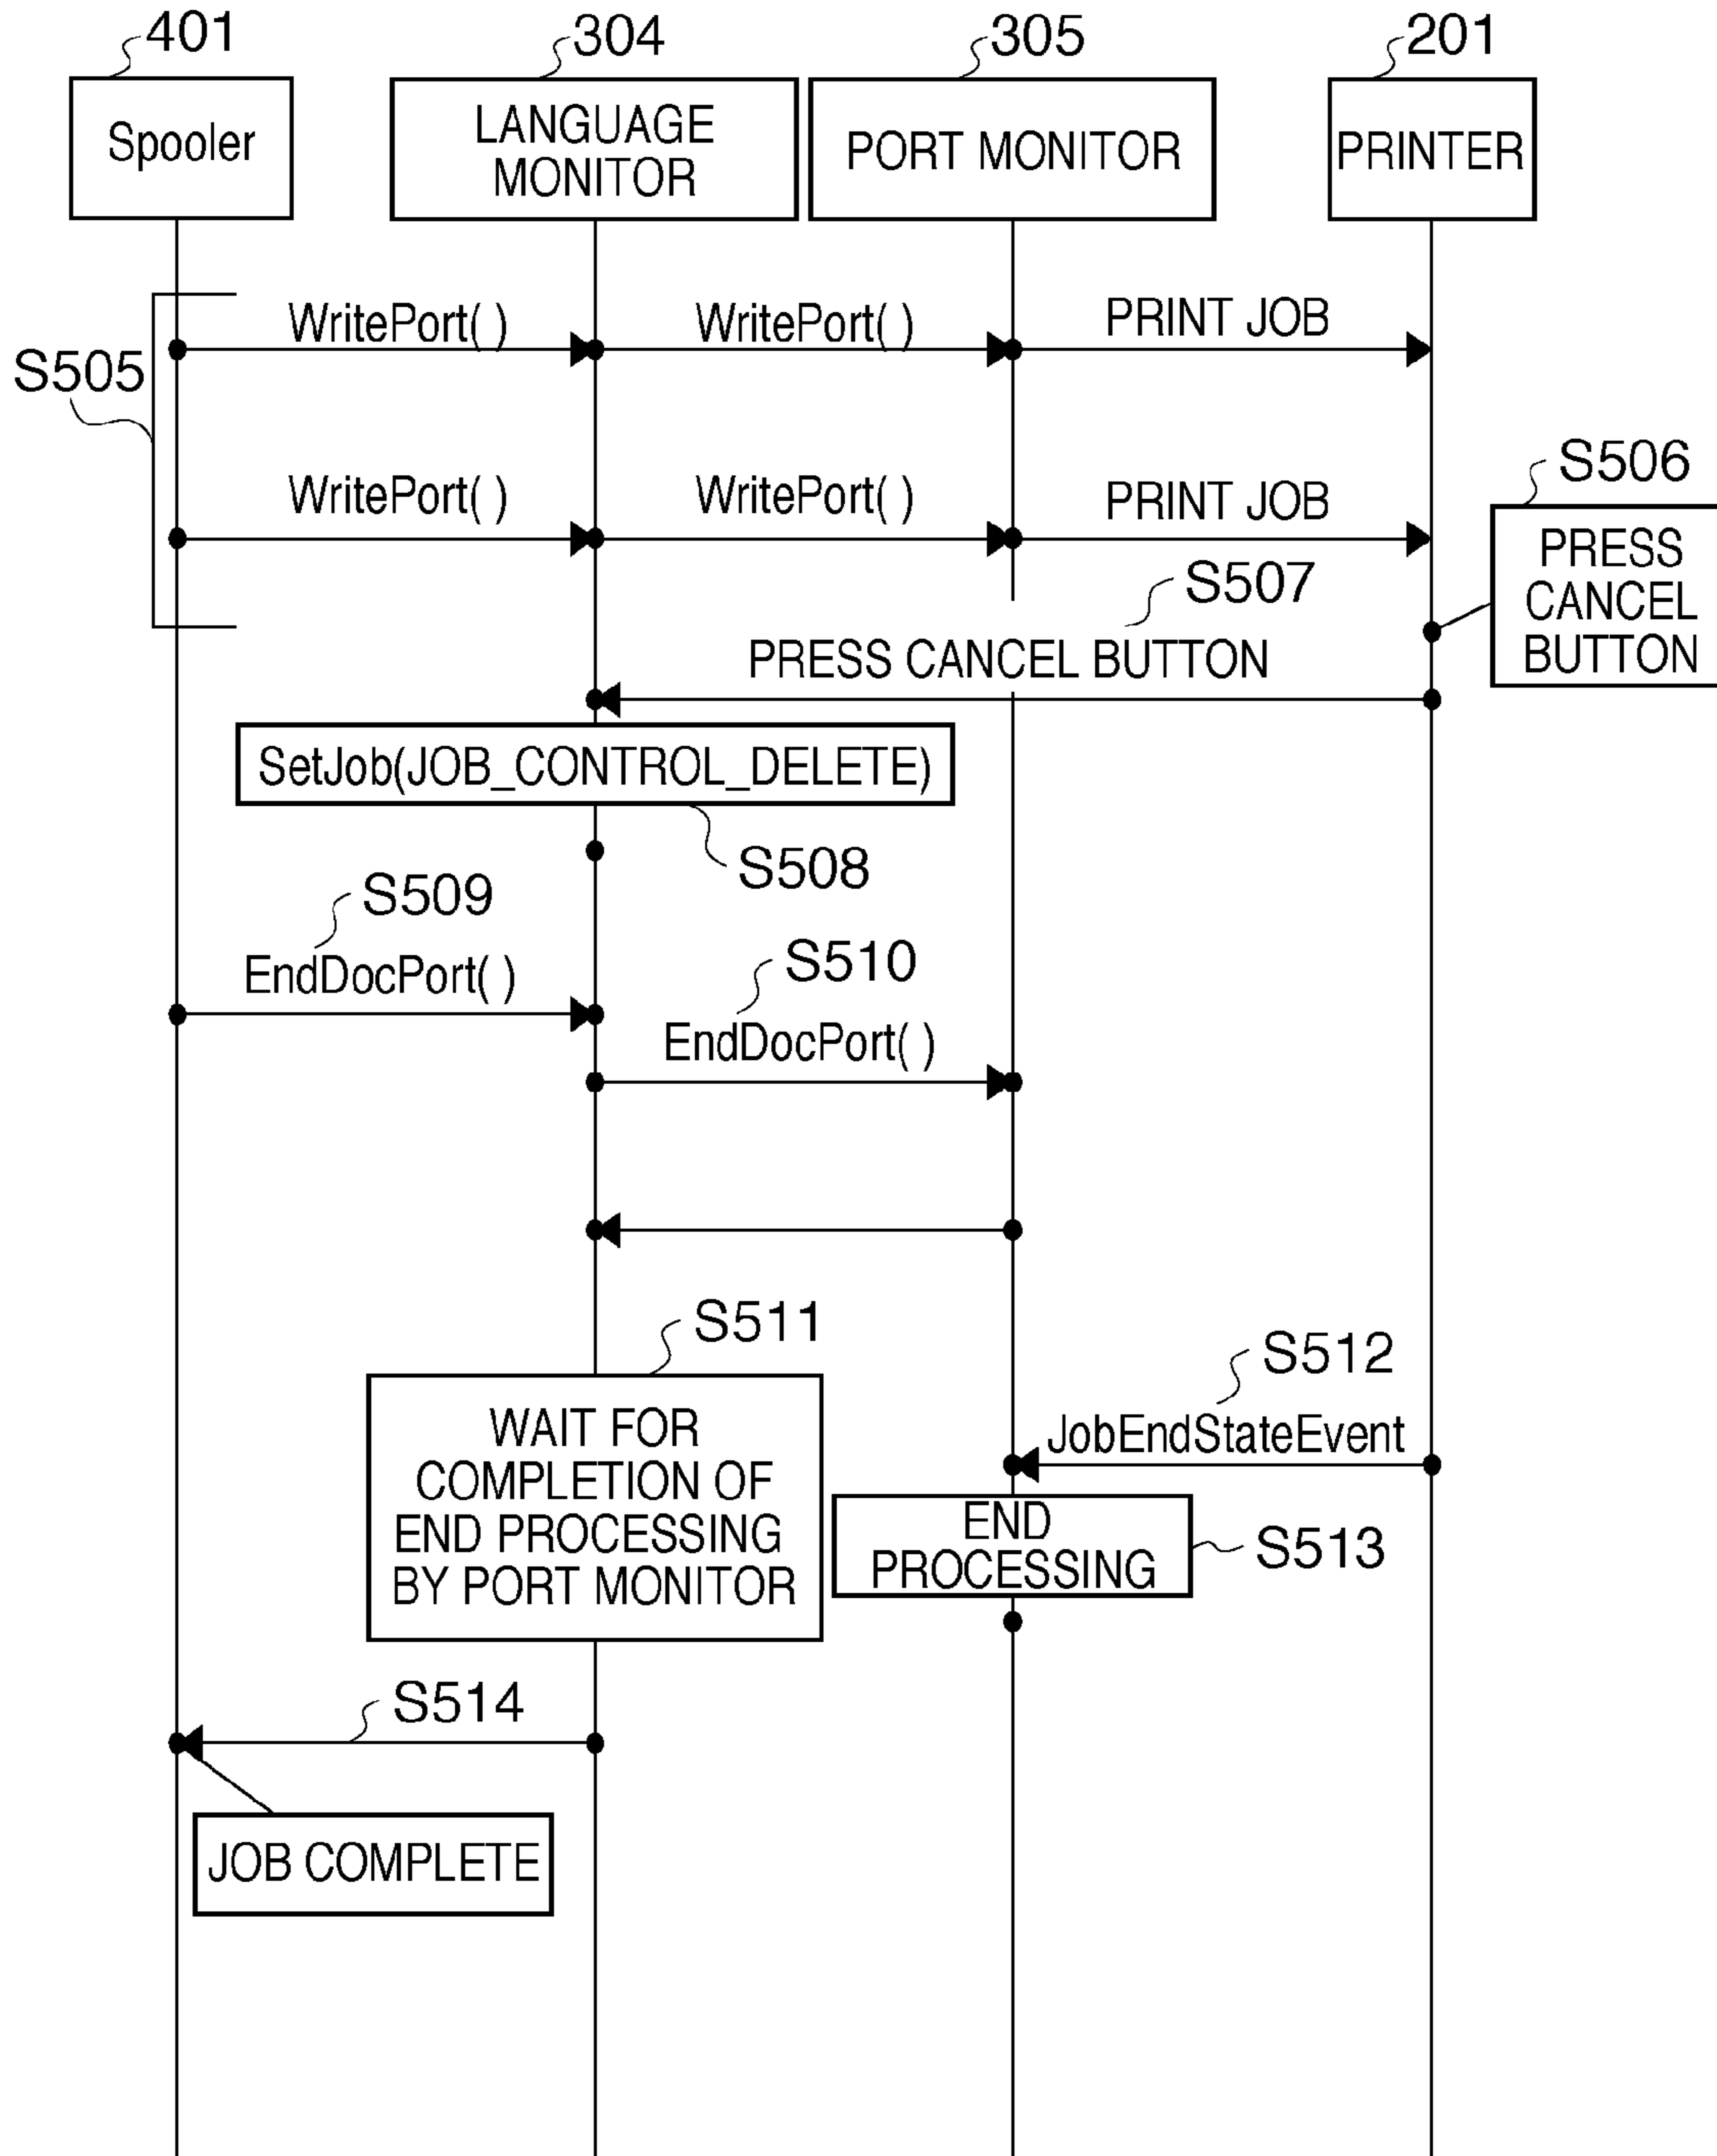 401
304
305
201
Spooler
LANGUAGE
MONITOR
PORT MONITOR
PRINTER
WritePort( )
WritePort( )
PRINT JOB
S505
WritePort( )
WritePort( )
PRINT JOB
S506
PRESS
CANCEL
BUTTON
S507
PRESS CANCEL BUTTON
SetJob(JOB_CONTROL_DELETE)
S508
S509
EndDocPort( )
S510
EndDocPort( )
S511
WAIT FOR
COMPLETION OF
END PROCESSING
BY PORT MONITOR
S512
JobEndStateEvent
END
PROCESSING
S513
S514
JOB COMPLETE